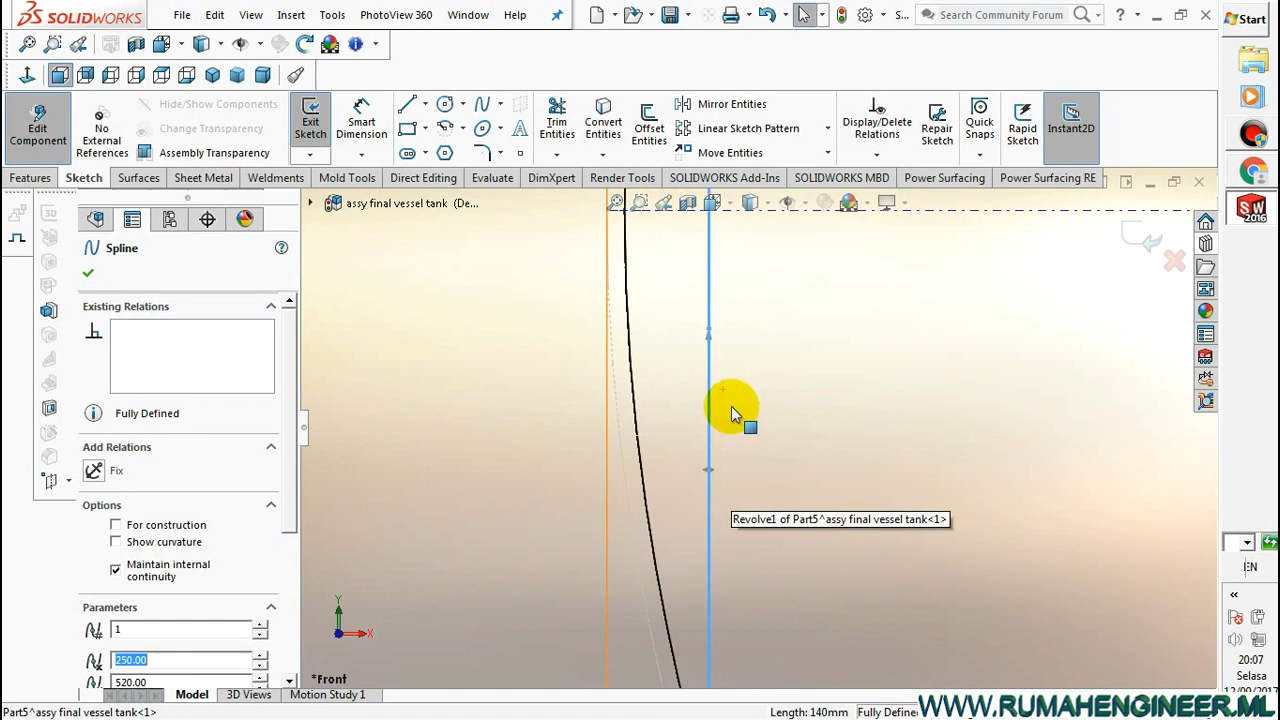 SOLIDWORKS File Edit View Insert Tools PhotoView 360 Window Help S... Search Community Forum ? Start
Edit Component
No External References
Hide/Show Components
Change Transparency
Assembly Transparency
Exit Sketch
Smart Dimension
Trim Entities
Convert Entities
Offset Entities
Mirror Entities
Linear Sketch Pattern
Move Entities
Display/Delete Relations
Repair Sketch
Quick Snaps
Rapid Sketch
Instant2D
Features Sketch Surfaces Sheet Metal Weldments Mold Tools Direct Editing Evaluate DimXpert Render Tools SOLIDWORKS Add-Ins SOLIDWORKS MBD Power Surfacing Power Surfacing RE
assy final vessel tank (De...
SW 2016
Spline
Existing Relations
Fully Defined
Add Relations
Fix
Options
For construction
Show curvature
Maintain internal continuity
Parameters
1
250.00
520.00
Revolve1 of Part5^assy final vessel tank<1>
Y
X
*Front
EN
20:07
Selasa
12/09/2017
Model 3D Views Motion Study 1
Part5^assy final vessel tank<1> Length: 140mm Fully Define
WWW.RUMAHENGINEER.ML